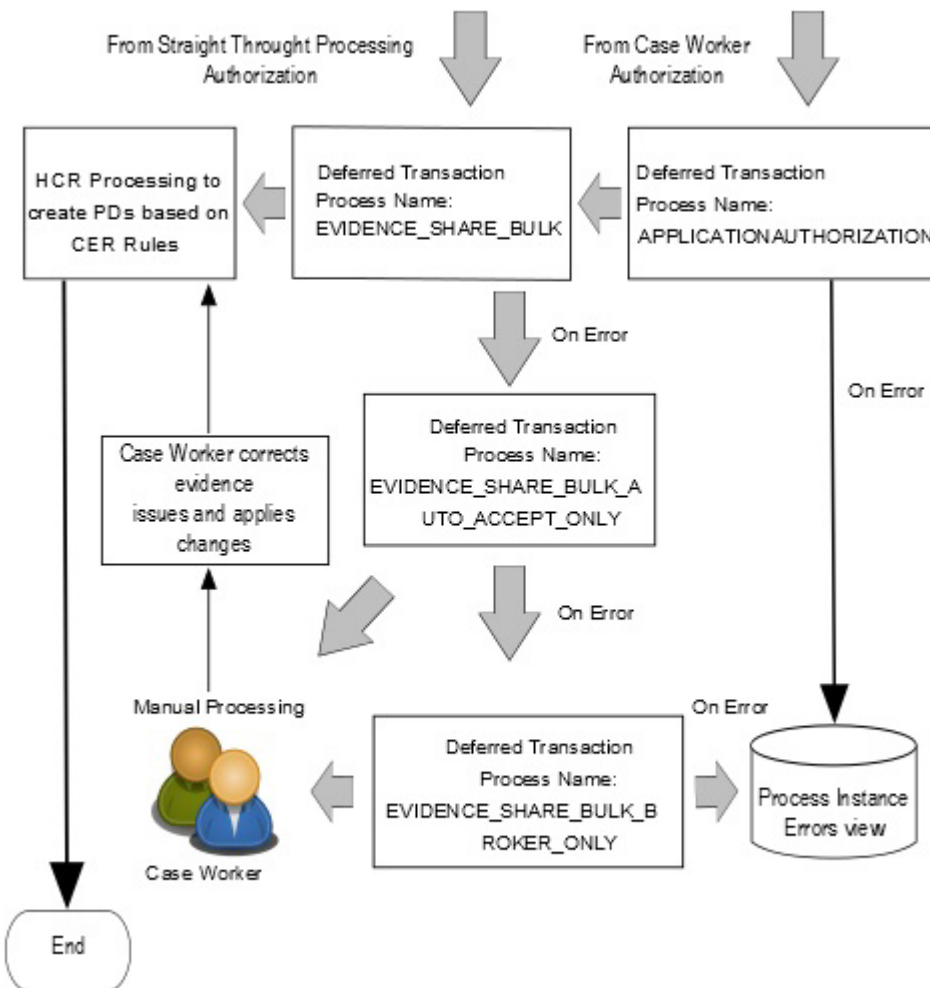 From Straight Throught Processing
Authorization
From Case Worker
Authorization
HCR Processing to
create PDs based on
CER Rules
Deferred Transaction
Process Name:
EVIDENCE_SHARE_BULK
Deferred Transaction
Process Name:
APPLICATIONAUTHORIZATION
On Error
On Error
Case Worker corrects
evidence
issues and applies
changes
Deferred Transaction
Process Name:
EVIDENCE_SHARE_BULK_A
UTO_ACCEPT_ONLY
On Error
Manual Processing
Case Worker
Deferred Transaction
Process Name:
EVIDENCE_SHARE_BULK_B
ROKER_ONLY
On Error
Process Instance
Errors view
End